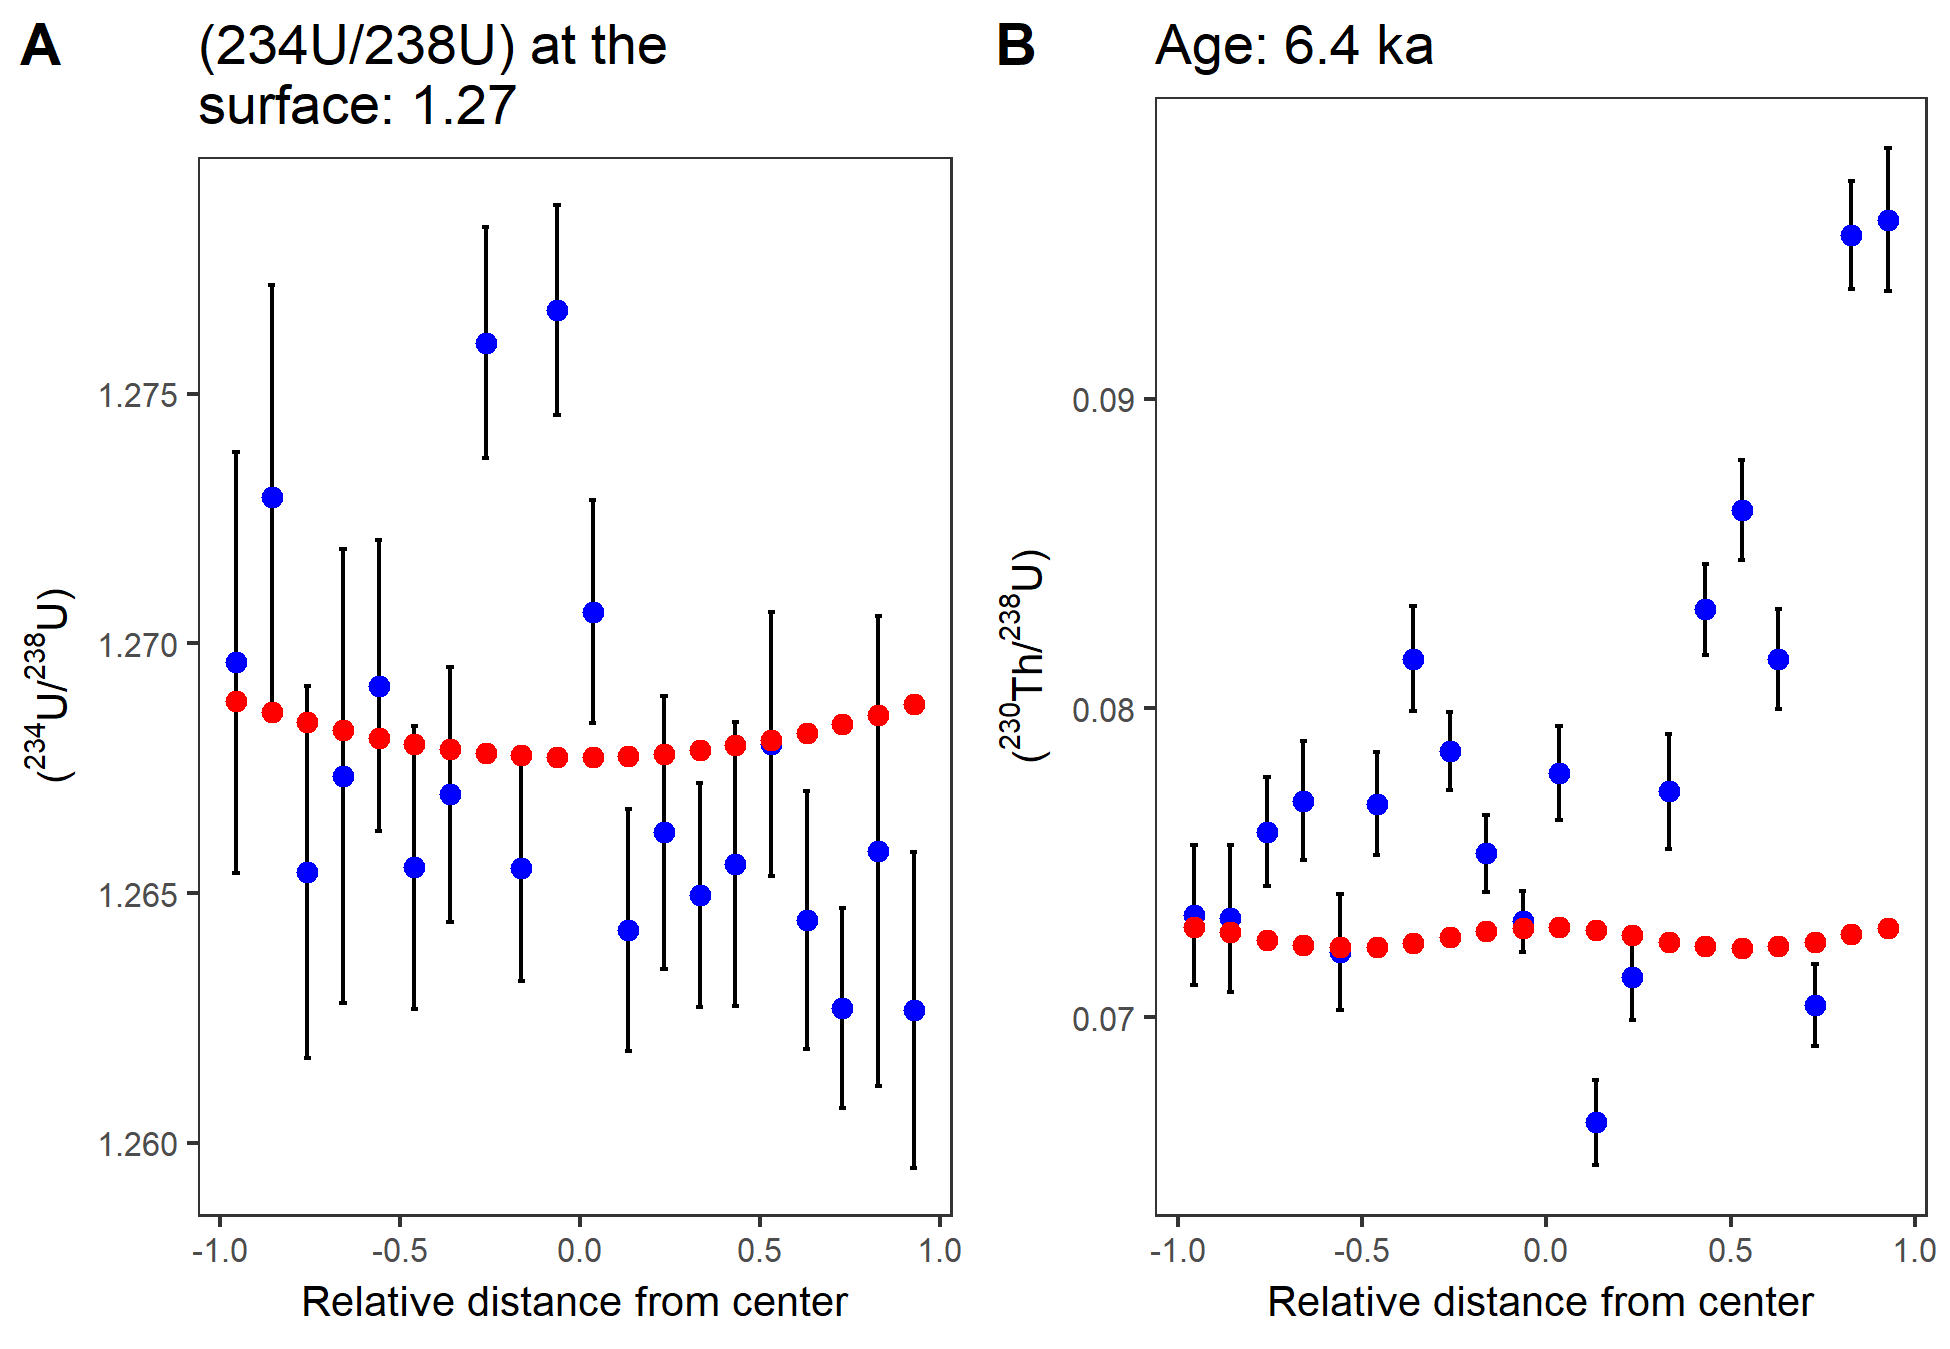 A
(234U/238U) at the
surface: 1.27
(²³⁴U/²³⁸U)
1.275
1.270
1.265
1.260
-1.0 -0.5 0.0 0.5 1.0
Relative distance from center
B
Age: 6.4 ka
(²³⁰Th/²³⁸U)
0.09
0.08
0.07
-1.0 -0.5 0.0 0.5 1.0
Relative distance from center